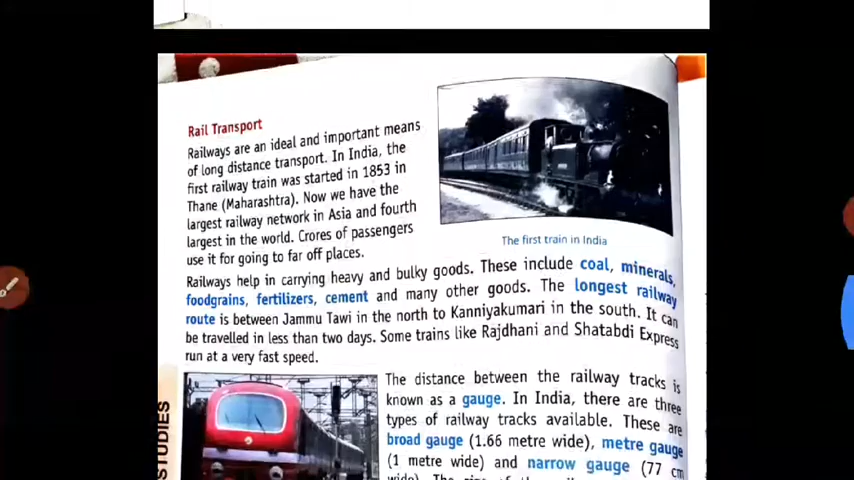 Rail Transport
Railways are an ideal and important means
of long distance transport. In India, the
first railway train was started in 1853 in
Thane (Maharashtra). Now we have the
largest railway network in Asia and fourth
largest in the world. Crores of passengers
use it for going to far off places.
The first train in India
Railways help in carrying heavy and bulky goods. These include coal, minerals,
foodgrains, fertilizers, cement and many other goods. The longest railway
route is between Jammu Tawi in the north to Kanniyakumari in the south. It can
be travelled in less than two days. Some trains like Rajdhani and Shatabdi Express
run at a very fast speed.
The distance between the railway tracks is
known as a gauge. In India, there are three
types of railway tracks available. These are
broad gauge (1.66 metre wide), metre gauge
(1 metre wide) and narrow gauge (77 cm
STUDIES